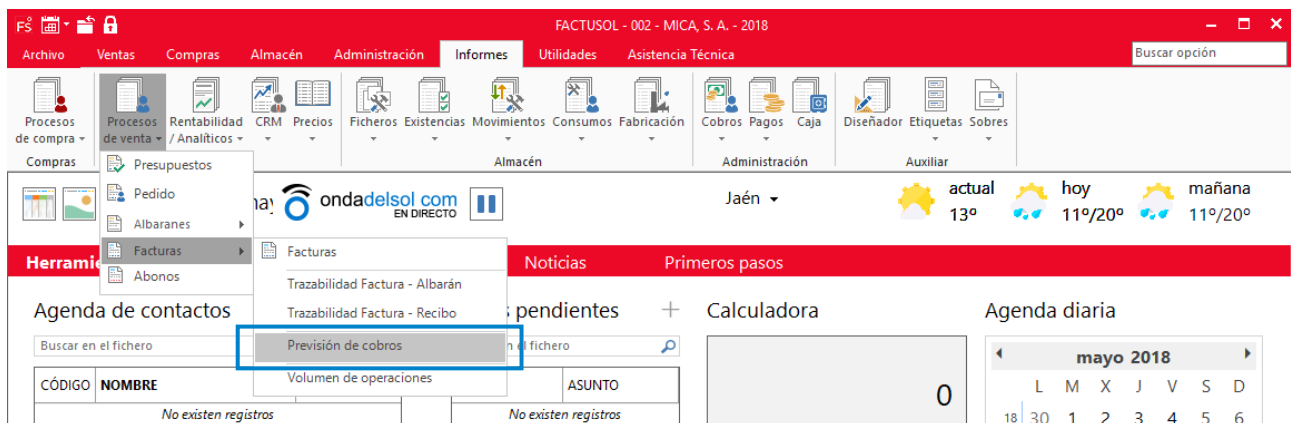 FS
FACTUSOL - 002 - MICA, S. A. - 2018
Archivo Ventas Compras Almacén Administración Informes Utilidades Asistencia Técnica Buscar opción
Procesos de compra
Procesos de venta
Rentabilidad / Analíticos
CRM
Precios
Ficheros
Existencias
Movimientos
Consumos
Fabricación
Cobros
Pagos
Caja
Diseñador
Etiquetas
Sobres
Compras
Almacén
Administración
Auxiliar
Presupuestos
Pedido
Albaranes
Facturas
Abonos
Facturas
Trazabilidad Factura - Albarán
Trazabilidad Factura - Recibo
Previsión de cobros
Volumen de operaciones
ondadelsol com
EN DIRECTO
Jaén
actual
13º
hoy
11º/20º
mañana
11º/20º
Noticias
Primeros pasos
Agenda de contactos
Buscar en el fichero
CÓDIGO NOMBRE
No existen registros
pendientes
el fichero
ASUNTO
No existen registros
Calculadora
0
Agenda diaria
mayo 2018
L M X J V S D
18 30 1 2 3 4 5 6